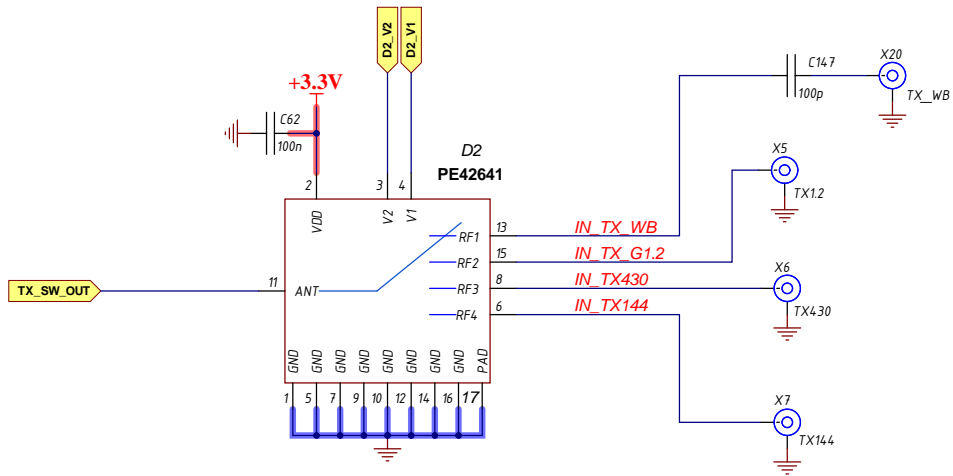 D2_V2
D2_V1
+3.3V
C62
100n
X20
C147
100p
TX_WB
D2
PE42641
X5
TX1.2
2
3
4
VDD
V2
V1
13
IN_TX_WB
RF1
15
IN_TX_G1.2
RF2
TX_SW_OUT
11
ANT
8
IN_TX430
RF3
X6
TX430
6
IN_TX144
RF4
GND
GND
GND
GND
GND
GND
GND
GND
PAD
1
5
7
9
10
12
14
16
17
X7
TX144